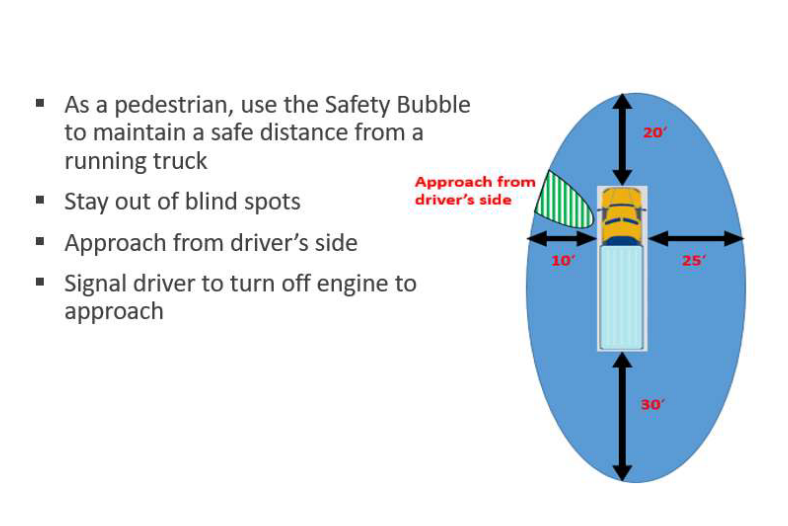 ▪ As a pedestrian, use the Safety Bubble
to maintain a safe distance from a
running truck
▪ Stay out of blind spots
▪ Approach from driver’s side
▪ Signal driver to turn off engine to
approach
20′
Approach from
driver’s side
10′
25′
30′